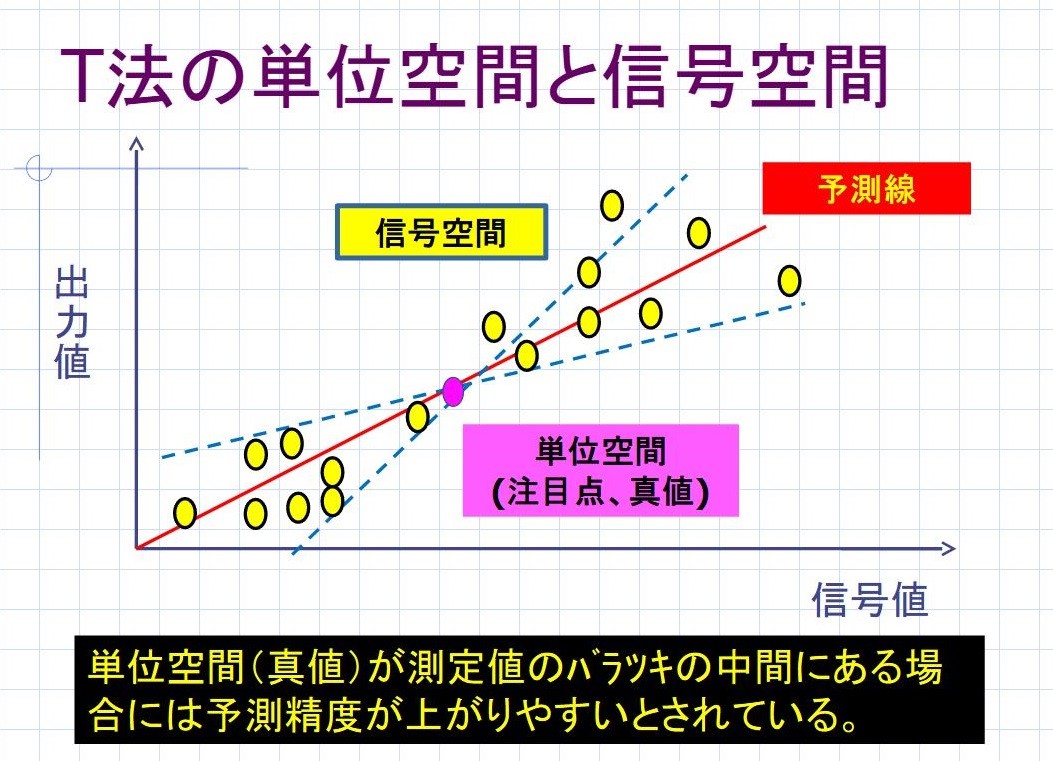 T法の単位空間と信号空間
予測線
信号空間
出力値
単位空間
(注目点、真値)
信号値
単位空間(真値)が測定値のﾊﾞﾗﾂｷの中間にある場
合には予測精度が上がりやすいとされている。